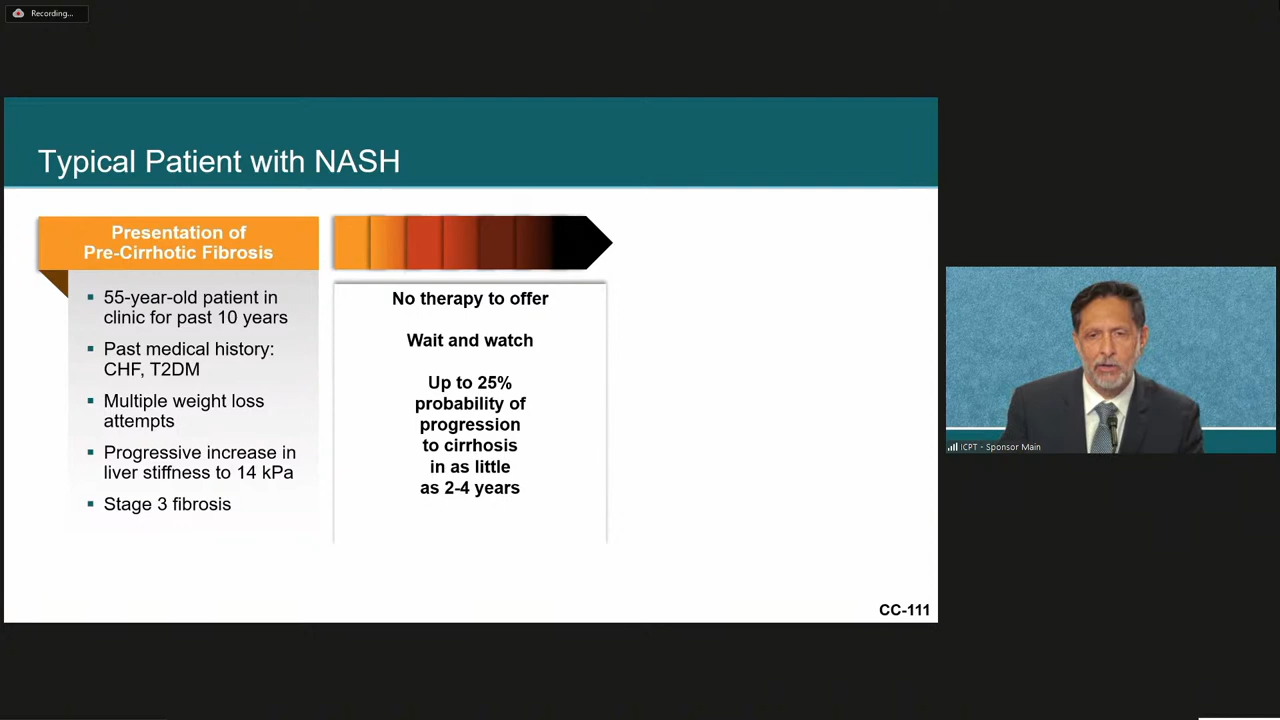 Recording...
Typical Patient with NASH
Presentation of
Pre-Cirrhotic Fibrosis
▪ 55-year-old patient in
clinic for past 10 years
▪ Past medical history:
CHF, T2DM
▪ Multiple weight loss
attempts
▪ Progressive increase in
liver stiffness to 14 kPa
▪ Stage 3 fibrosis
No therapy to offer
Wait and watch
Up to 25%
probability of
progression
to cirrhosis
in as little
as 2-4 years
CC-111
ICPT - Sponsor Main